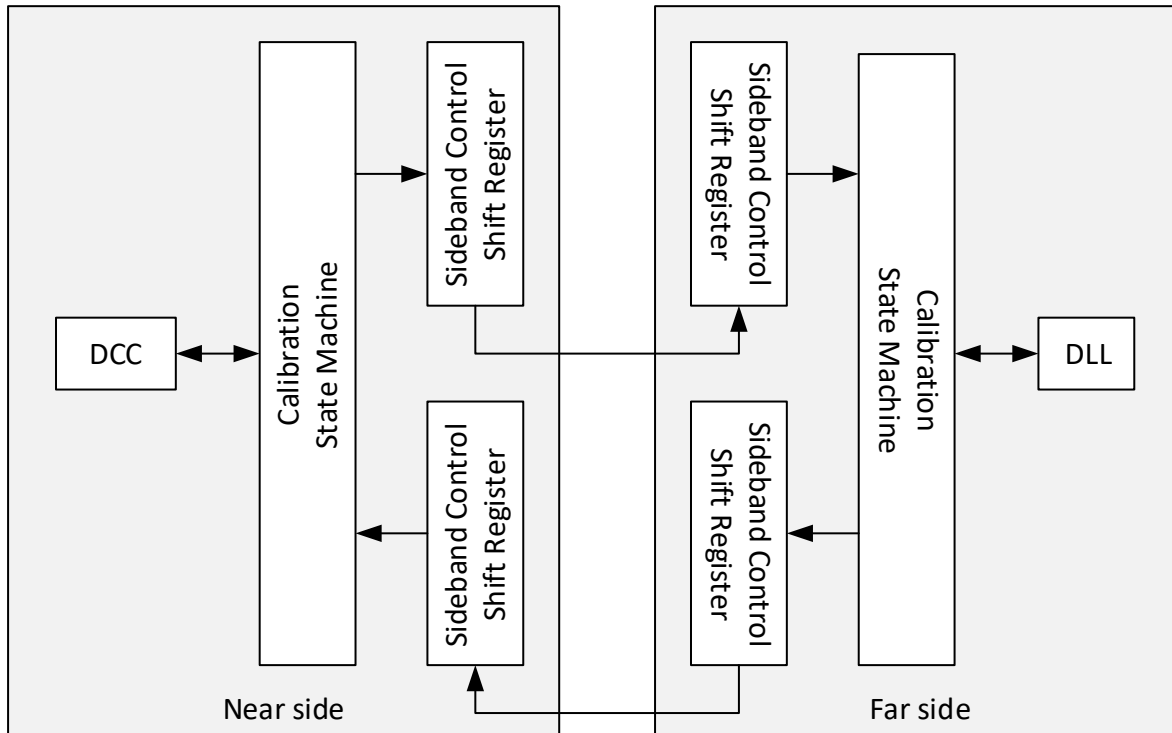 DCC
Calibration
State Machine
Sideband Control
Shift Register
Sideband Control
Shift Register
Near side
Sideband Control
Shift Register
Sideband Control
Shift Register
Calibration
State Machine
DLL
Far side